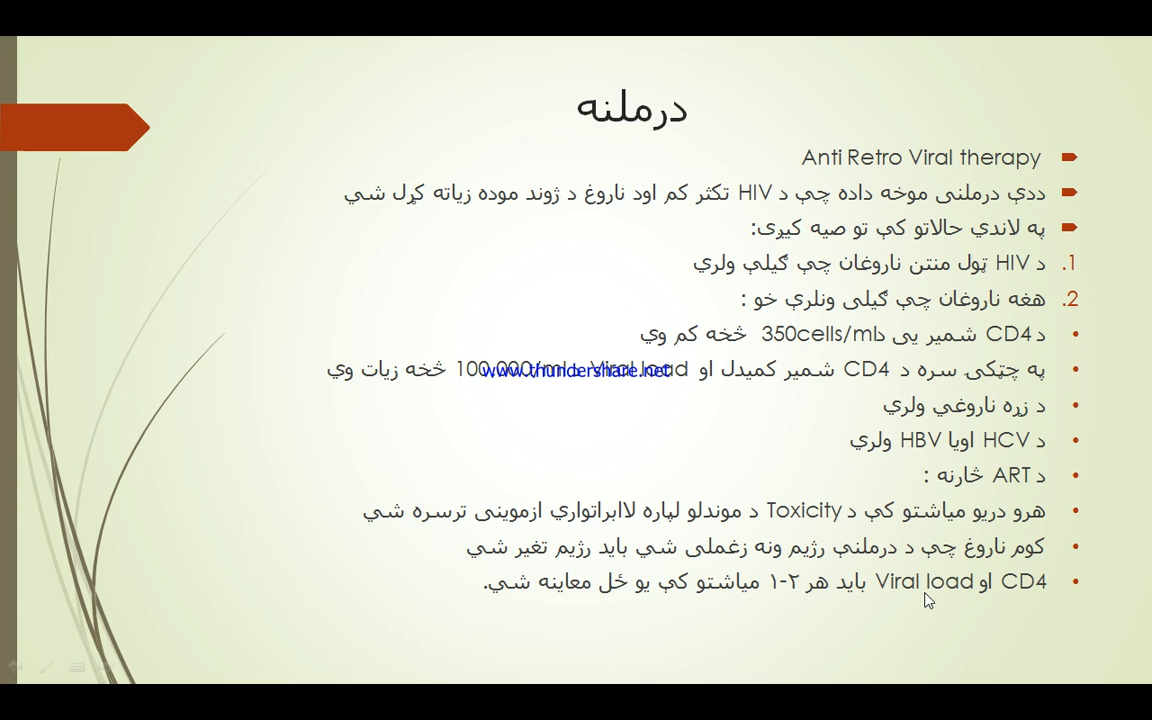 درملنه
Anti Retro Viral therapy
ددې درملنی موخه داده چې د HIV تکثر کم اود ناروغ د ژوند موده زیاته کړل شي
په لاندي حالاتو کې تو صیه کیږی:
1. د HIV ټول منتن ناروغان چې ګیلې ولري
2. هغه ناروغان چې ګیلی ونلرې خو :
د CD4 شمیر یی د350cells/ml څخه کم وي
په چټکۍ سره د CD4 شمیر کمیدل او Viral load د 100,000/ml څخه زیات وي
www.thundershare.net
د زړه ناروغي ولري
د HCV اویا HBV ولري
د ART څارنه :
هرو دریو میاشتو کې د Toxicity د موندلو لپاره لابراتواري ازموینی ترسره شي
کوم ناروغ چې د درملنې رژیم ونه زغملی شي باید رژیم تغیر شي
CD4 او Viral load باید هر ۲-۱ میاشتو کې یو ځل معاینه شي.